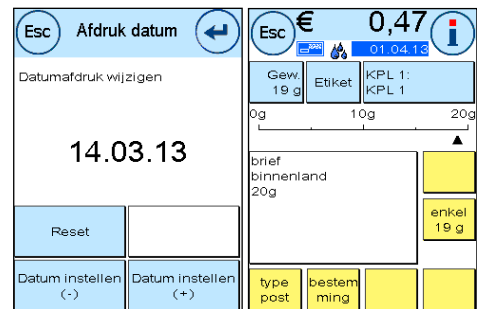 Esc
Afdruk datum
Datumafdruk wijzigen
14.03.13
Reset
Datum instellen
(-)
Datum instellen
(+)
Esc
€ 0,47
01.04.13
i
Gew.
19 g
Etiket
KPL 1:
KPL 1
0g 10g 20g
brief
binnenland
20g
enkel
19 g
type
post
bestem
ming